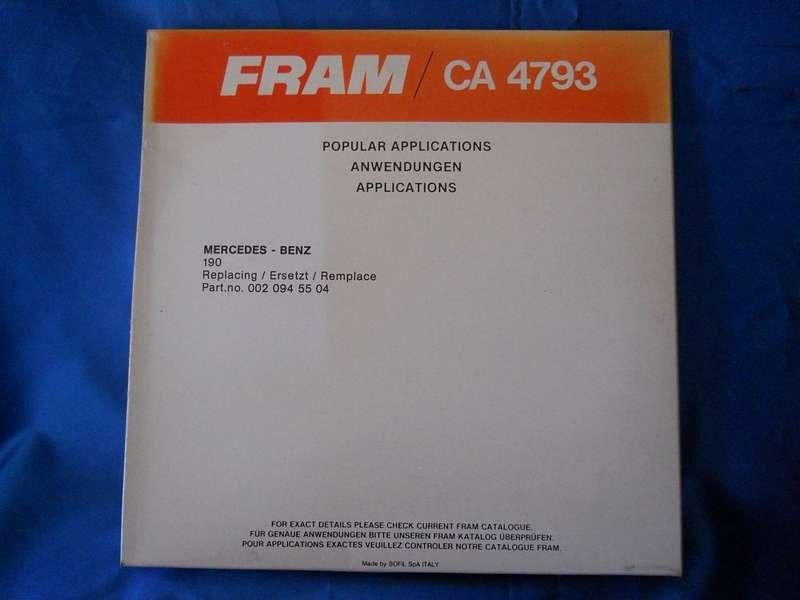 FRAM / CA 4793
POPULAR APPLICATIONS
ANWENDUNGEN
APPLICATIONS
MERCEDES - BENZ
190
Replacing / Ersetzt / Remplace
Part.no. 002 094 55 04
FOR EXACT DETAILS PLEASE CHECK CURRENT FRAM CATALOGUE.
FÜR GENAUE ANWENDUNGEN BITTE UNSEREN FRAM KATALOG ÜBERPRÜFEN.
POUR APPLICATIONS EXACTES VEUILLEZ CONTROLER NOTRE CATALOGUE FRAM.
Made by SOFIL SpA ITALY